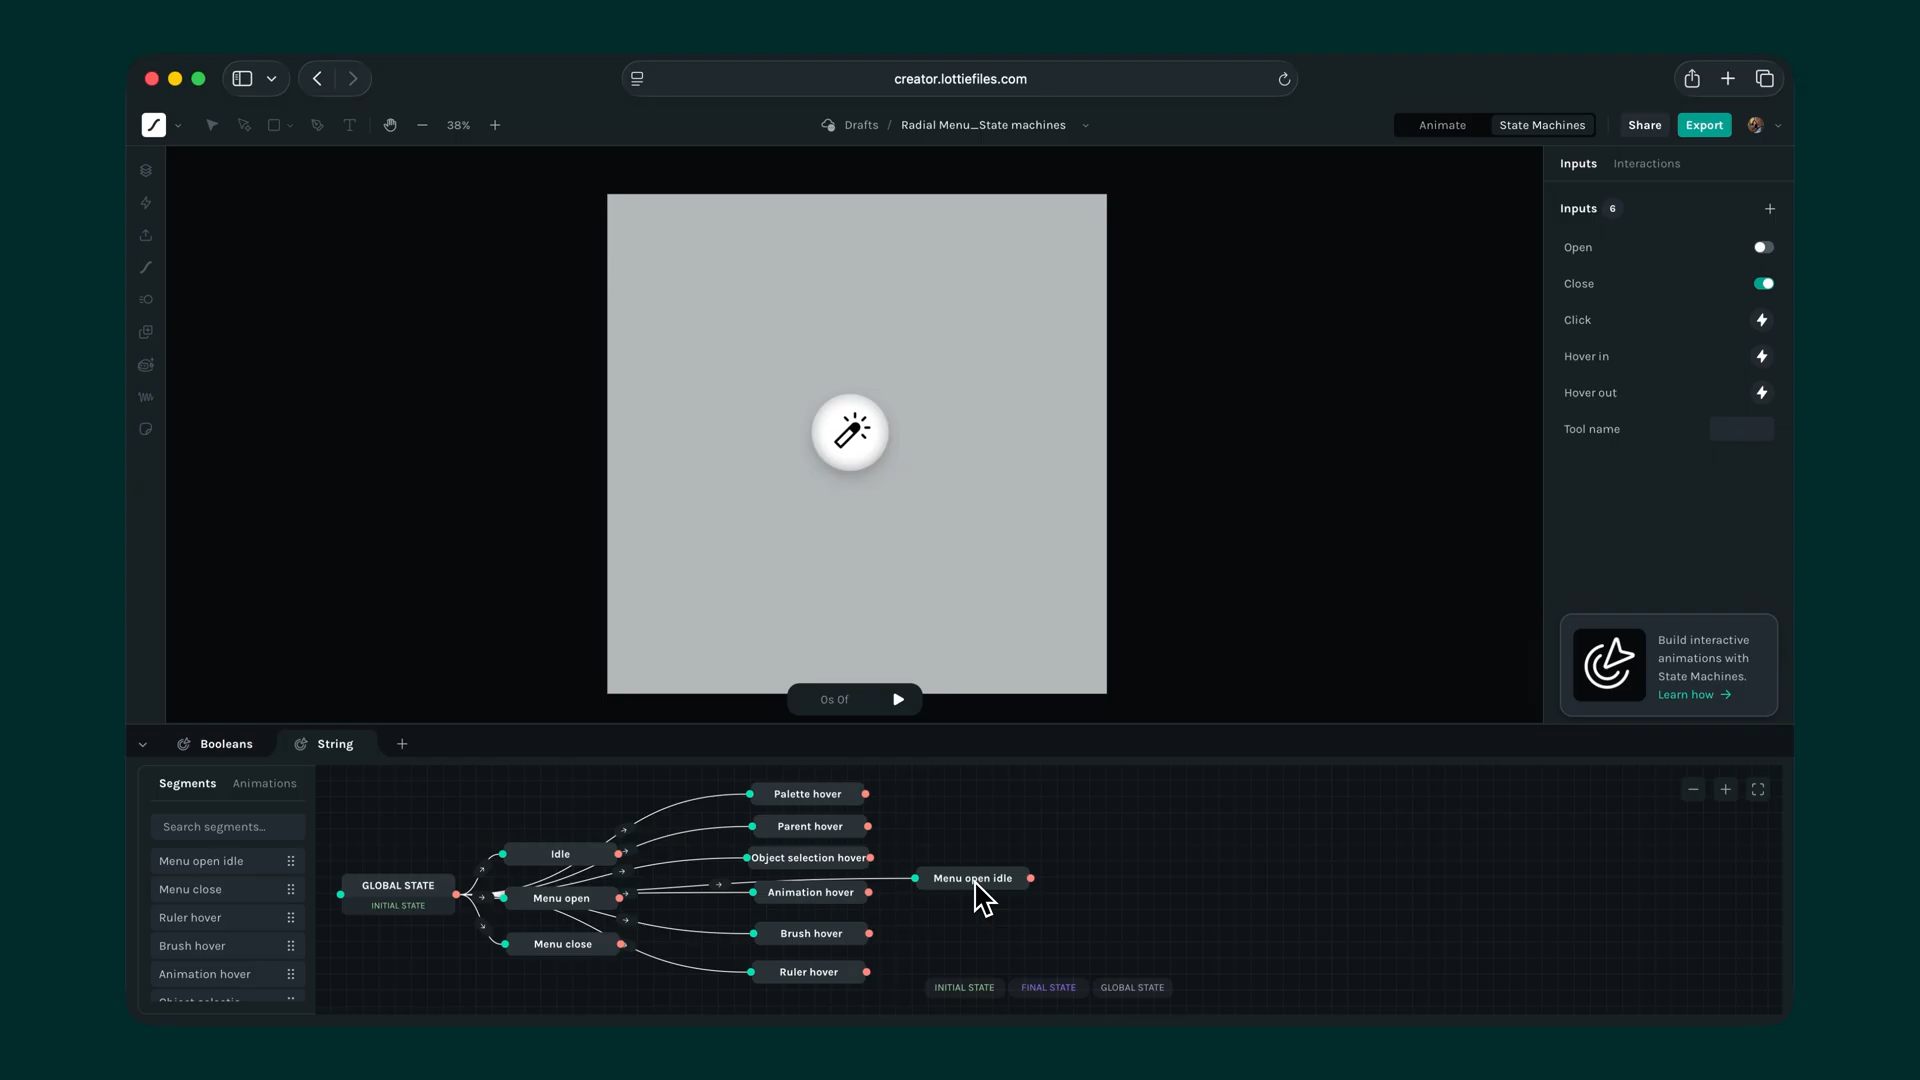 creator.lottiefiles.com
38%
Drafts / Radial Menu_State machines
Animate
State Machines
Share
Export
Inputs
Interactions
Inputs 6
Open
Close
Click
Hover in
Hover out
Tool name
Build interactive
animations with
State Machines.
Learn how →
0s 0f
Booleans
String
Segments
Animations
Search segments...
Menu open idle
Menu close
Ruler hover
Brush hover
Animation hover
GLOBAL STATE
INITIAL STATE
Idle
Menu open
Menu close
Palette hover
Parent hover
Object selection hover
Animation hover
Brush hover
Ruler hover
Menu open idle
INITIAL STATE
FINAL STATE
GLOBAL STATE